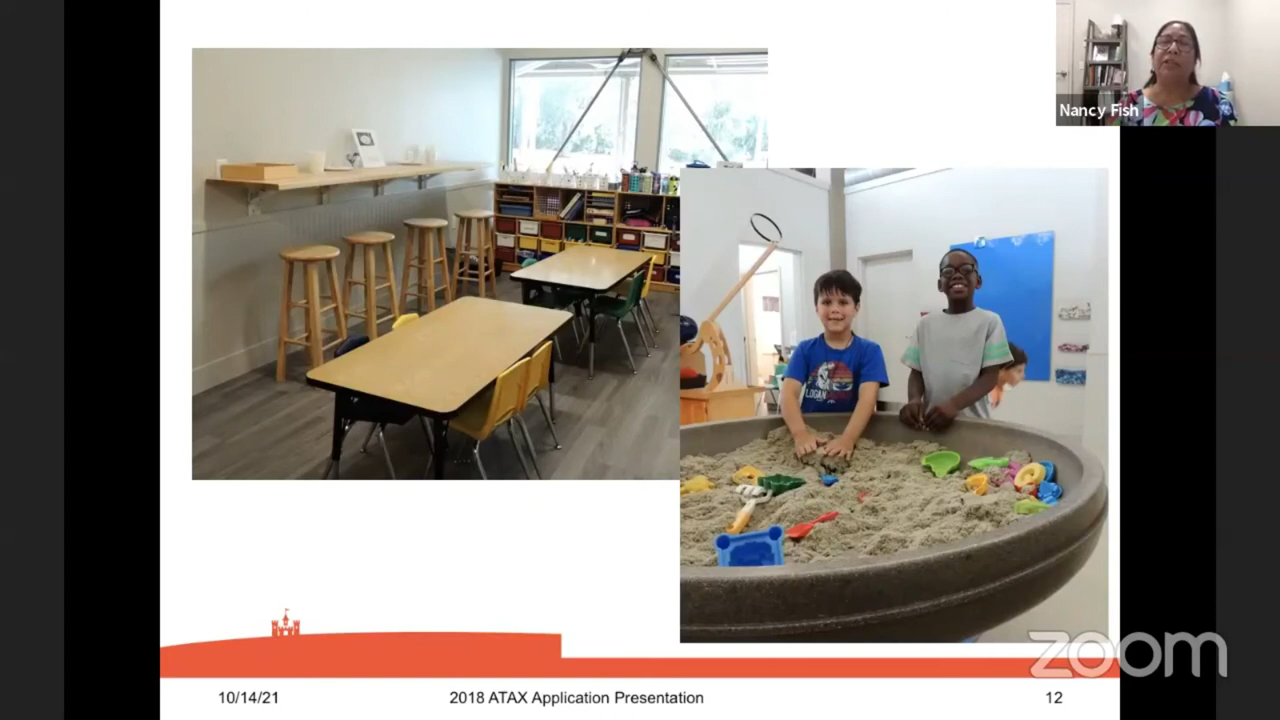 Nancy Fish
LOGAN
10/14/21
2018 ATAX Application Presentation
12
zoom